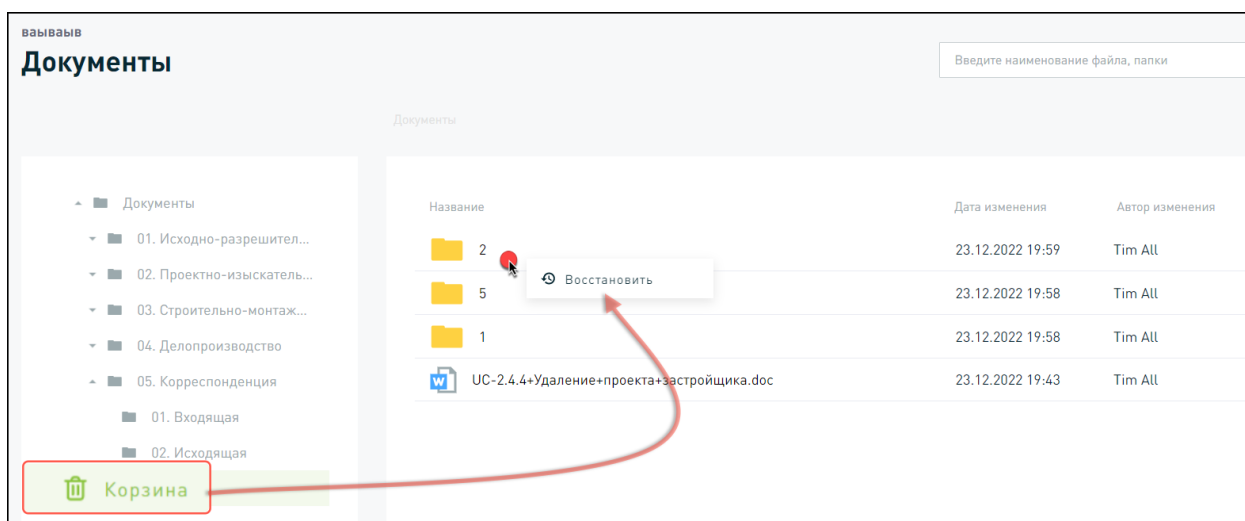 ваываыв
Документы
Введите наименование файла, папки
Документы
Документы
01. Исходно-разрешител...
02. Проектно-изыскатель...
03. Строительно-монтаж...
04. Делопроизводство
05. Корреспонденция
01. Входящая
02. Исходящая
Корзина
Название Дата изменения Автор изменения
2 23.12.2022 19:59 Tim All
Восстановить
5 23.12.2022 19:58 Tim All
1 23.12.2022 19:58 Tim All
W UC-2.4.4+Удаление+проекта+застройщика.doc 23.12.2022 19:43 Tim All